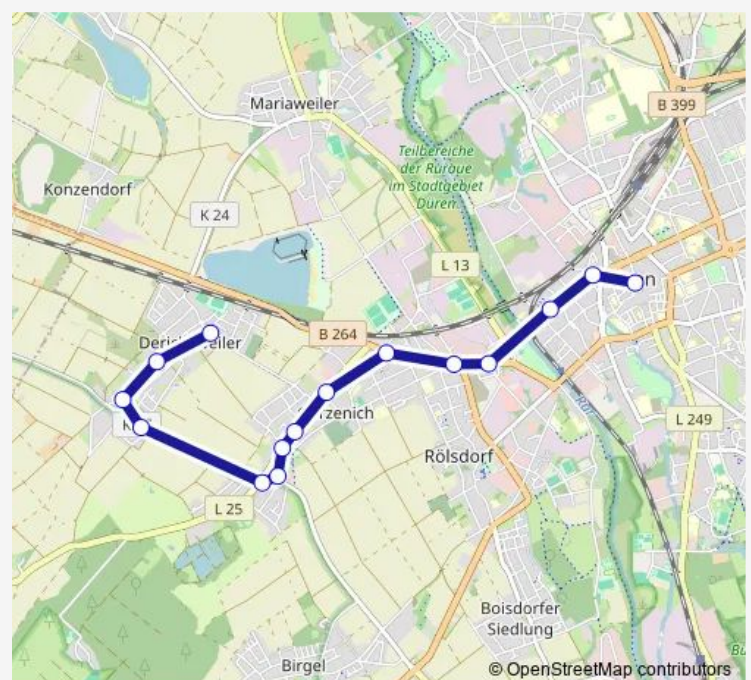 Mariaweiler
B 399
Teilbereiche
der Ruraue
im Stadtgebiet
Düren
Konzendorf
K 24
L 13
B 264
L 249
Rölsdorf
L 25
Boisdorfer
Siedlung
Birgel
© OpenStreetMap contributors